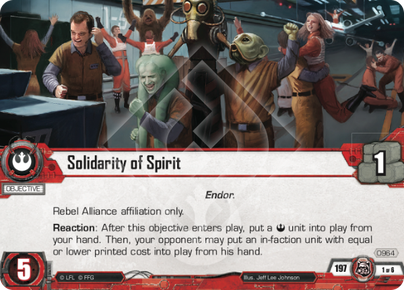 Solidarity of Spirit
1
OBJECTIVE
Endor.
Rebel Alliance affiliation only.
Reaction: After this objective enters play, put a unit into play from
your hand. Then, your opponent may put an in-faction unit with equal
or lower printed cost into play from his hand.
0964
5
© LFL © FFG
Illus. Jeff Lee Johnson
197
1 of 6